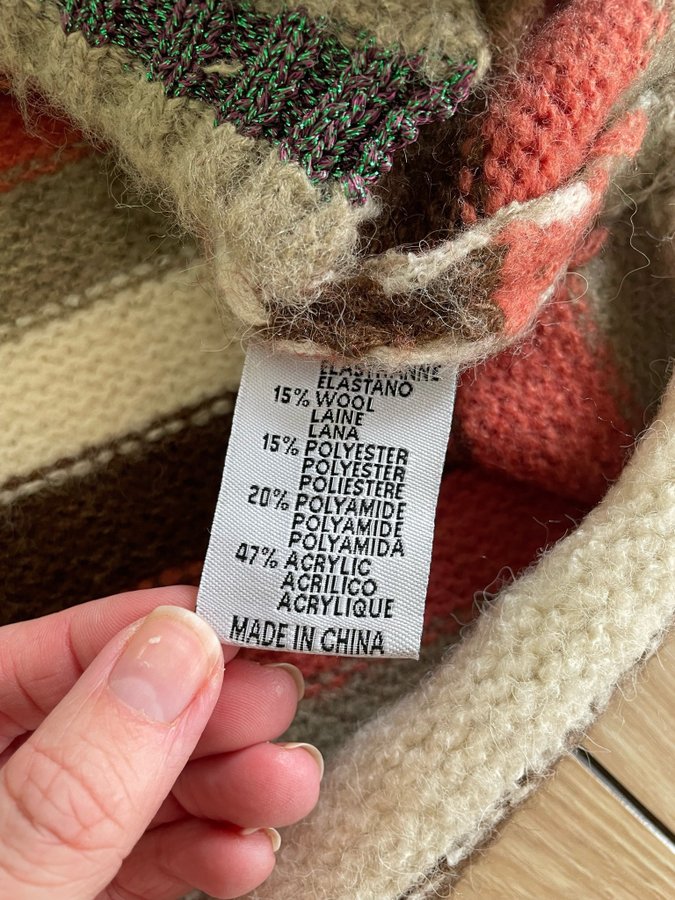 ELASTHANNE
ELASTANO
15% WOOL
LAINE
LANA
15% POLYESTER
POLYESTER
POLIESTERE
20% POLYAMIDE
POLYAMIDE
POLYAMIDA
47% ACRYLIC
ACRILICO
ACRYLIQUE
MADE IN CHINA